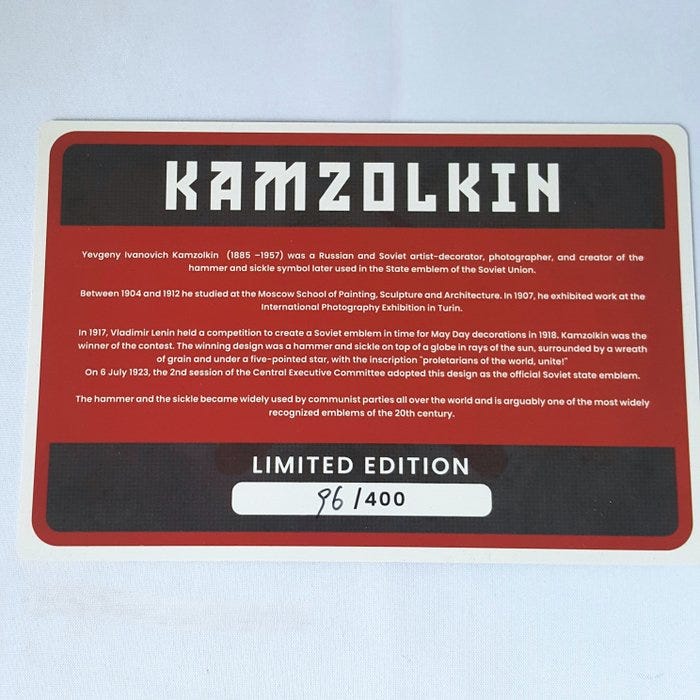 KAMZOLKIN
Yevgeny Ivanovich Kamzolkin (1885 –1957) was a Russian and Soviet artist-decorator, photographer, and creator of the
hammer and sickle symbol later used in the State emblem of the Soviet Union.
Between 1904 and 1912 he studied at the Moscow School of Painting, Sculpture and Architecture. In 1907, he exhibited work at the
International Photography Exhibition in Turin.
In 1917, Vladimir Lenin held a competition to create a Soviet emblem in time for May Day decorations in 1918. Kamzolkin was the
winner of the contest. The winning design was a hammer and sickle on top of a globe in rays of the sun, surrounded by a wreath
of grain and under a five-pointed star, with the inscription "proletarians of the world, unite!"
On 6 July 1923, the 2nd session of the Central Executive Committee adopted this design as the official Soviet state emblem.
The hammer and the sickle became widely used by communist parties all over the world and is arguably one of the most widely
recognized emblems of the 20th century.
LIMITED EDITION
96 /400